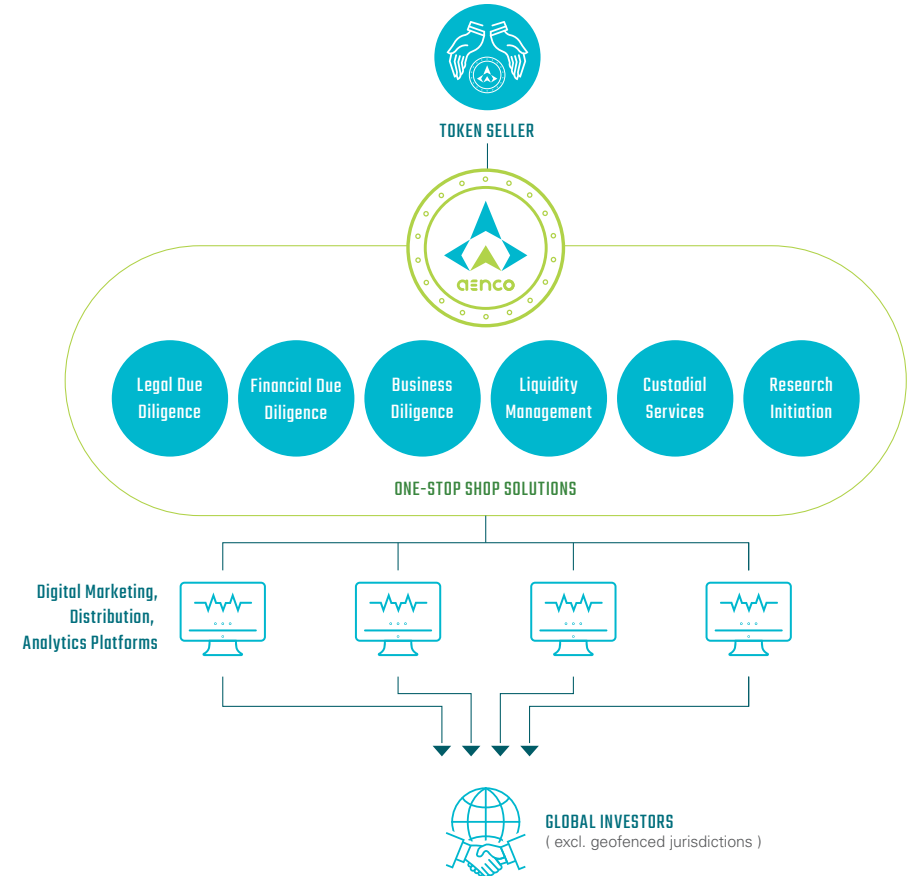 TOKEN SELLER
aenco
Legal Due
Diligence
Financial Due
Diligence
Business
Diligence
Liquidity
Management
Custodial
Services
Research
Initiation
ONE-STOP SHOP SOLUTIONS
Digital Marketing,
Distribution,
Analytics Platforms
GLOBAL INVESTORS
( excl. geofenced jurisdictions )